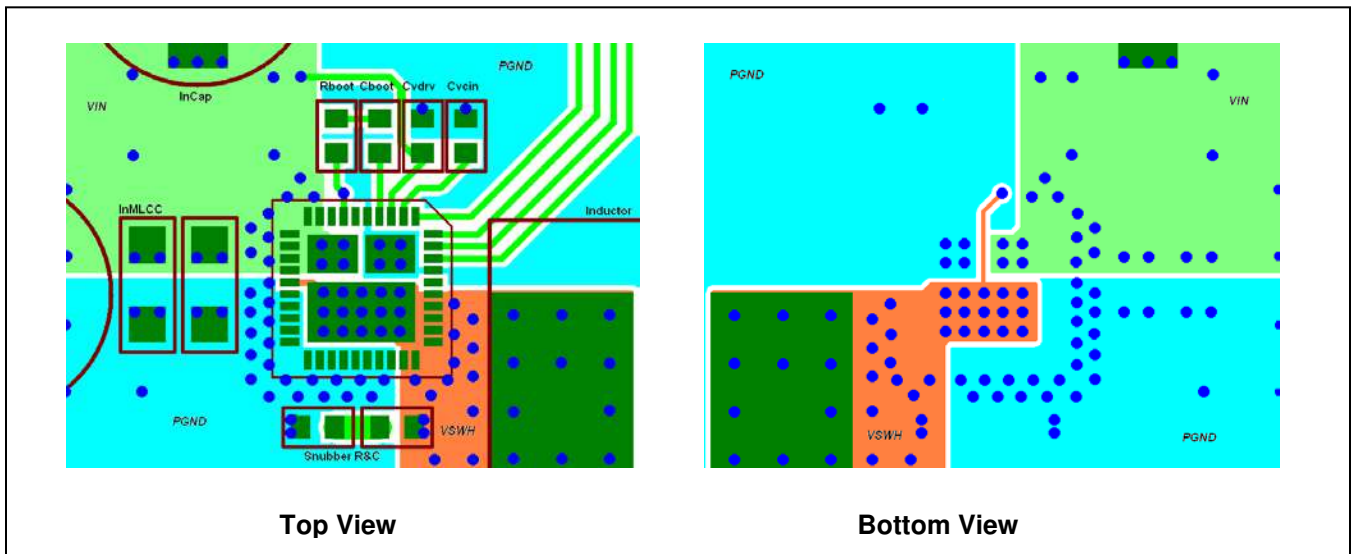 PGND
Rboot Cboot Cvdrv Cvcin
InCap
VIN
InMLCC
Inductor
PGND
VSWH
Snubber R&C
Top View
PGND
VIN
VSWH
PGND
Bottom View